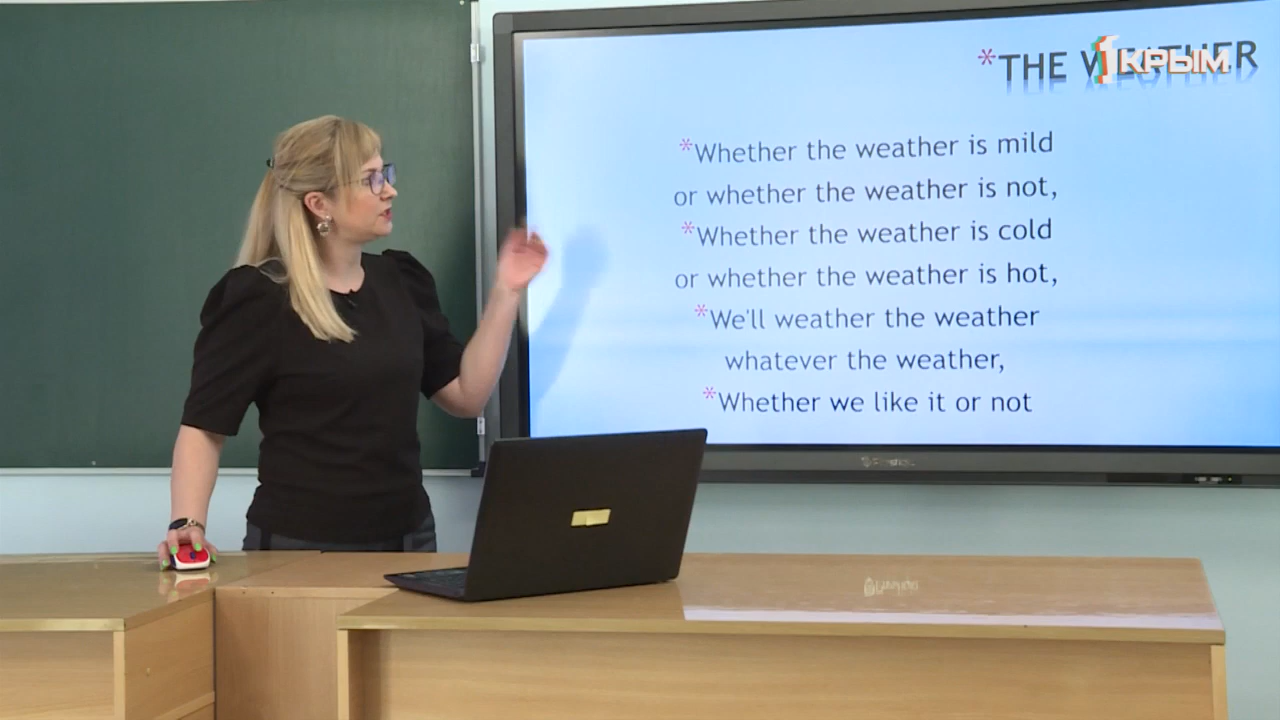 *THE WEATHER
1КРЫМ
*Whether the weather is mild
or whether the weather is not,
*Whether the weather is cold
or whether the weather is hot,
*We'll weather the weather
whatever the weather,
*Whether we like it or not